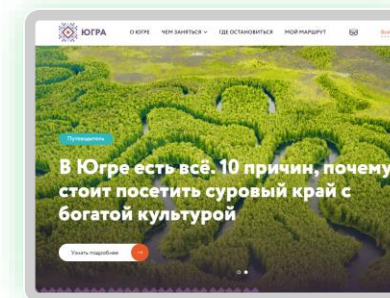 ЮГРА
О ЮГРЕ ЧЕМ ЗАНЯТЬСЯ ГДЕ ОСТАНОВИТЬСЯ МОЙ МАРШРУТ
Путеводитель
В Югре есть всё. 10 причин, почему
стоит посетить суровый край с
богатой культурой
Узнать подробнее